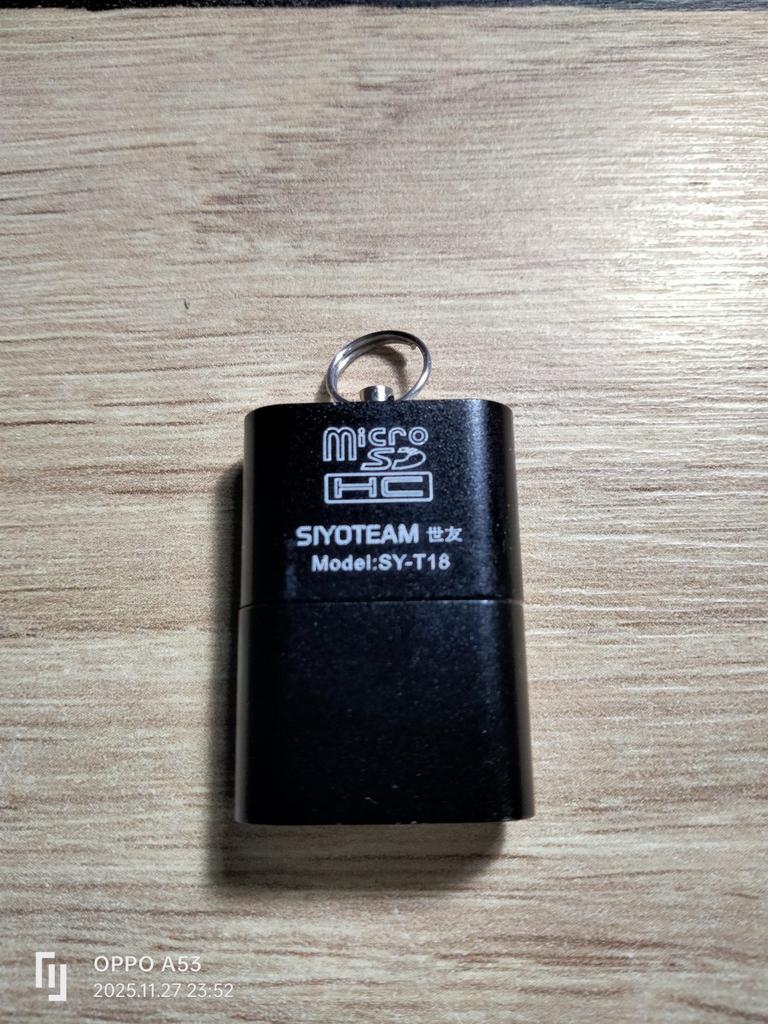 micro
SD
HC
SIYOTEAM 世友
Model:SY-T18
OPPO A53
2025.11.27 23:52